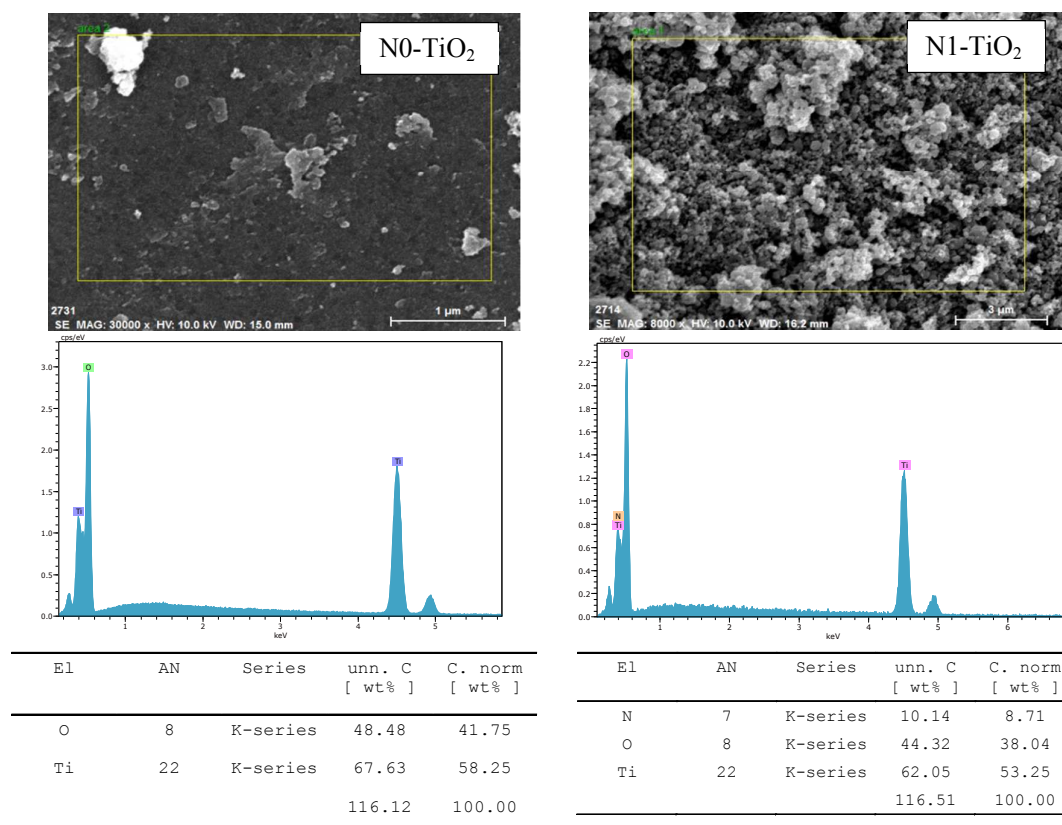 area 2
N0-TiO₂
2731
SE MAG: 30000 x HV: 10.0 kV WD: 15.0 mm
1 µm
area 1
N1-TiO₂
2714
SE MAG: 8000 x HV: 10.0 kV WD: 16.2 mm
3 µm
cps/eV
3.0
2.5
2.0
1.5
1.0
0.5
0.0
O
Ti
Ti
1 2 3 4 5
keV
cps/eV
2.2
2.0
1.8
1.6
1.4
1.2
1.0
0.8
0.6
0.4
0.2
0.0
O
N
Ti
Ti
1 2 3 4 5 6
keV
El AN Series unn. C C. norm
[ wt% ] [ wt% ]
O 8 K-series 48.48 41.75
Ti 22 K-series 67.63 58.25
116.12 100.00
El AN Series unn. C C. norm
[ wt% ] [ wt% ]
N 7 K-series 10.14 8.71
O 8 K-series 44.32 38.04
Ti 22 K-series 62.05 53.25
116.51 100.00